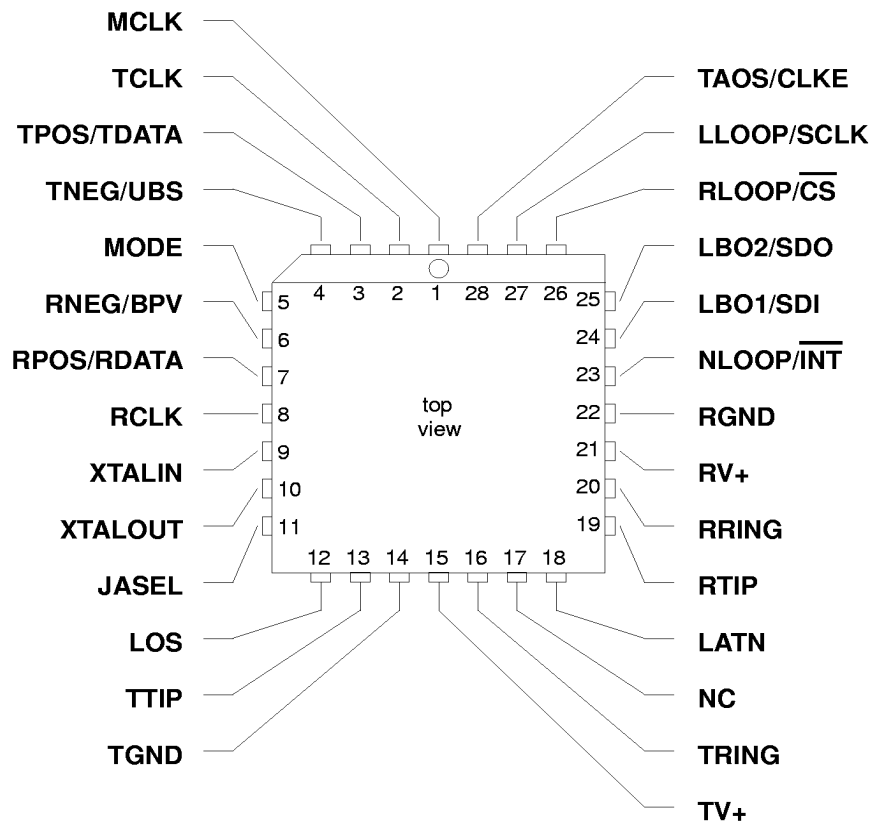 MCLK
TCLK
TPOS/TDATA
TNEG/UBS
MODE
RNEG/BPV
RPOS/RDATA
RCLK
XTALIN
XTALOUT
JASEL
LOS
TTIP
TGND
TAOS/CLKE
LLOOP/SCLK
RLOOP/C̅S̅
LBO2/SDO
LBO1/SDI
NLOOP/I̅N̅T̅
RGND
RV+
RRING
RTIP
LATN
NC
TRING
TV+
4 3 2 1 28 27 26
5
6
7
8
9
10
11
25
24
23
22
21
20
19
12 13 14 15 16 17 18
top
view